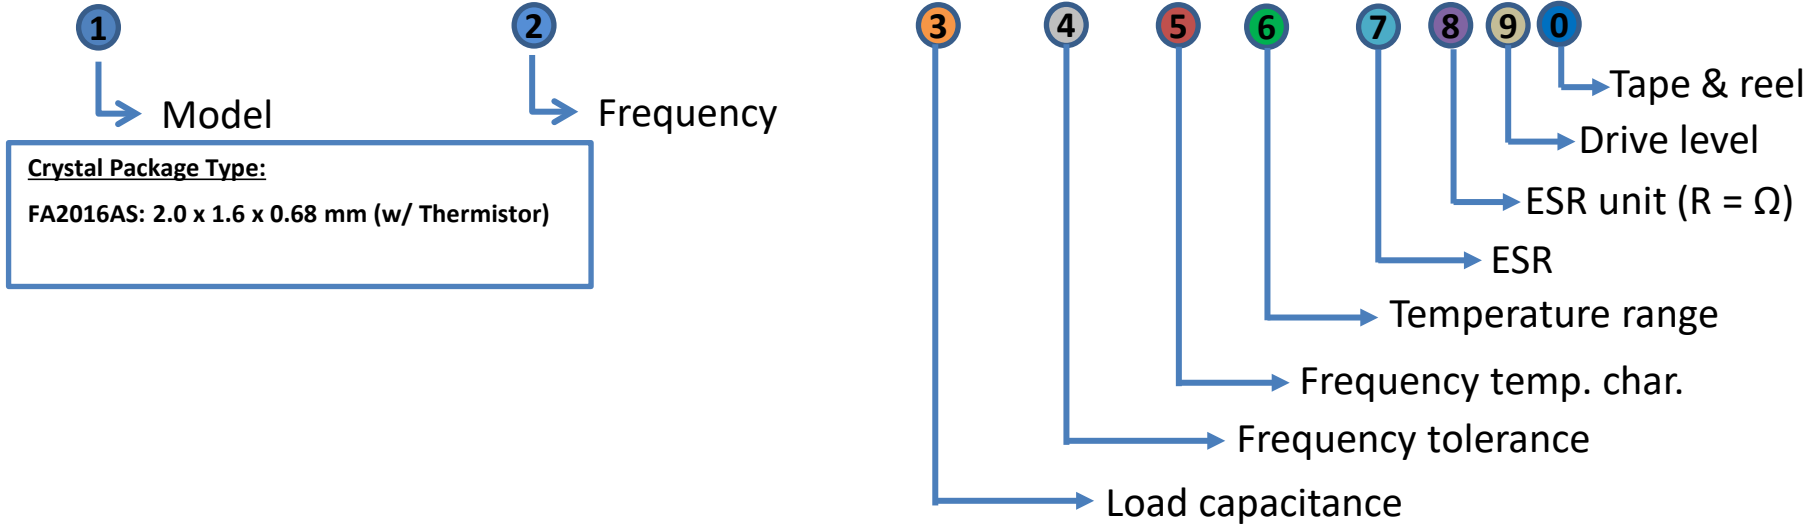 1 2 3 4 5 6 7 8 9 0
Model
Frequency
Tape & reel
Drive level
ESR unit (R = Ω)
ESR
Temperature range
Frequency temp. char.
Frequency tolerance
Load capacitance
Crystal Package Type:
FA2016AS: 2.0 x 1.6 x 0.68 mm (w/ Thermistor)